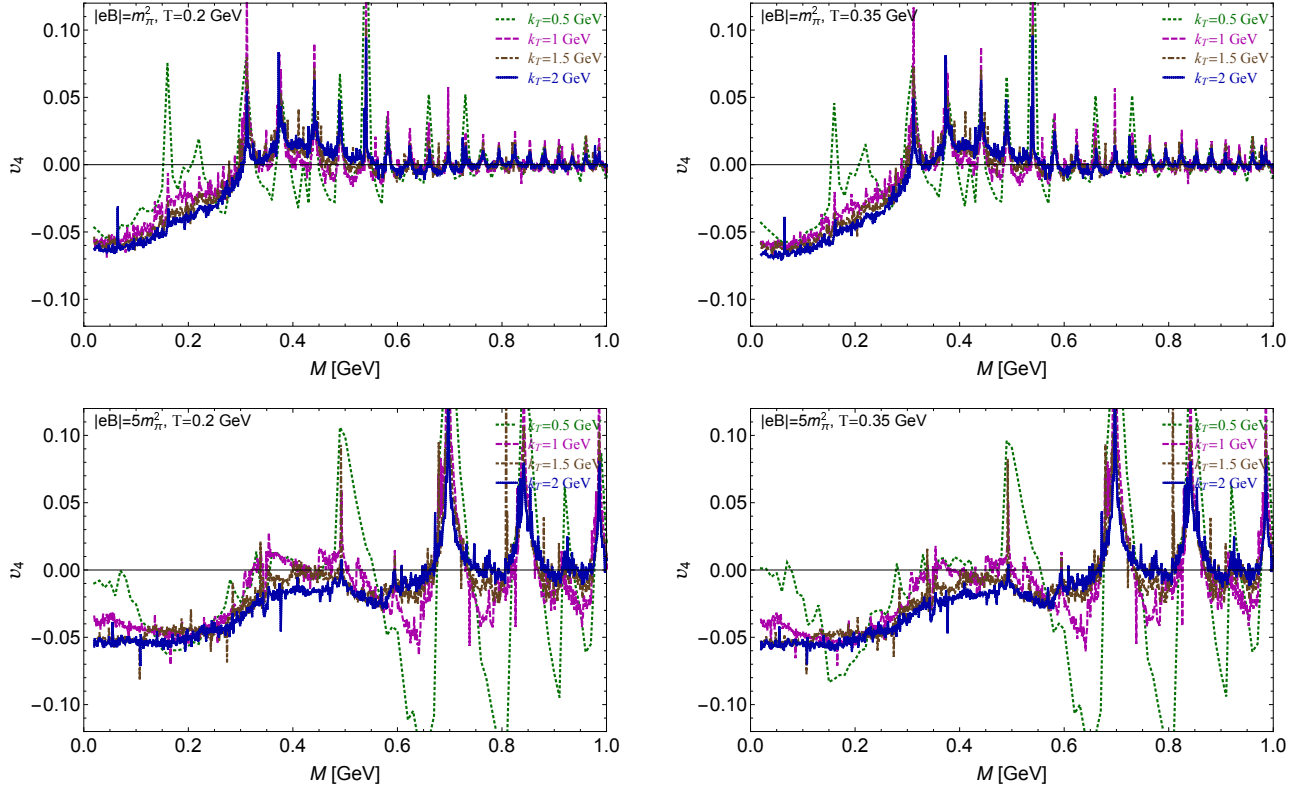 |eB|=m²π, T=0.2 GeV
kT=0.5 GeV
kT=1 GeV
kT=1.5 GeV
kT=2 GeV
0.10
0.05
0.00
−0.05
−0.10
v4
0.0 0.2 0.4 0.6 0.8 1.0
M [GeV]
|eB|=m²π, T=0.35 GeV
kT=0.5 GeV
kT=1 GeV
kT=1.5 GeV
kT=2 GeV
0.10
0.05
0.00
−0.05
−0.10
v4
0.0 0.2 0.4 0.6 0.8 1.0
M [GeV]
|eB|=5m²π, T=0.2 GeV
kT=0.5 GeV
kT=1 GeV
kT=1.5 GeV
kT=2 GeV
0.10
0.05
0.00
−0.05
−0.10
v4
0.0 0.2 0.4 0.6 0.8 1.0
M [GeV]
|eB|=5m²π, T=0.35 GeV
kT=0.5 GeV
kT=1 GeV
kT=1.5 GeV
kT=2 GeV
0.10
0.05
0.00
−0.05
−0.10
v4
0.0 0.2 0.4 0.6 0.8 1.0
M [GeV]